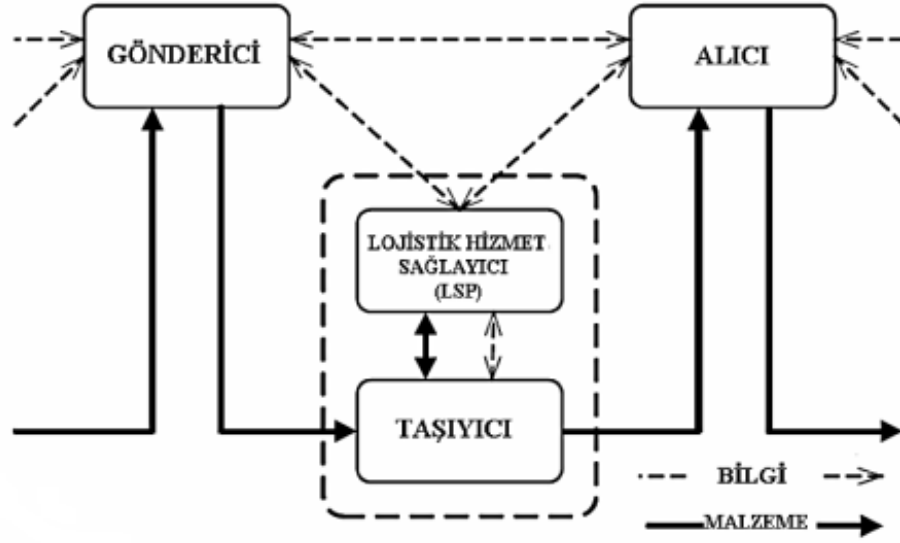 GÖNDERİCİ
ALICI
LOJİSTİK HİZMET
SAĞLAYICI
(LSP)
TAŞIYICI
BİLGİ
MALZEME